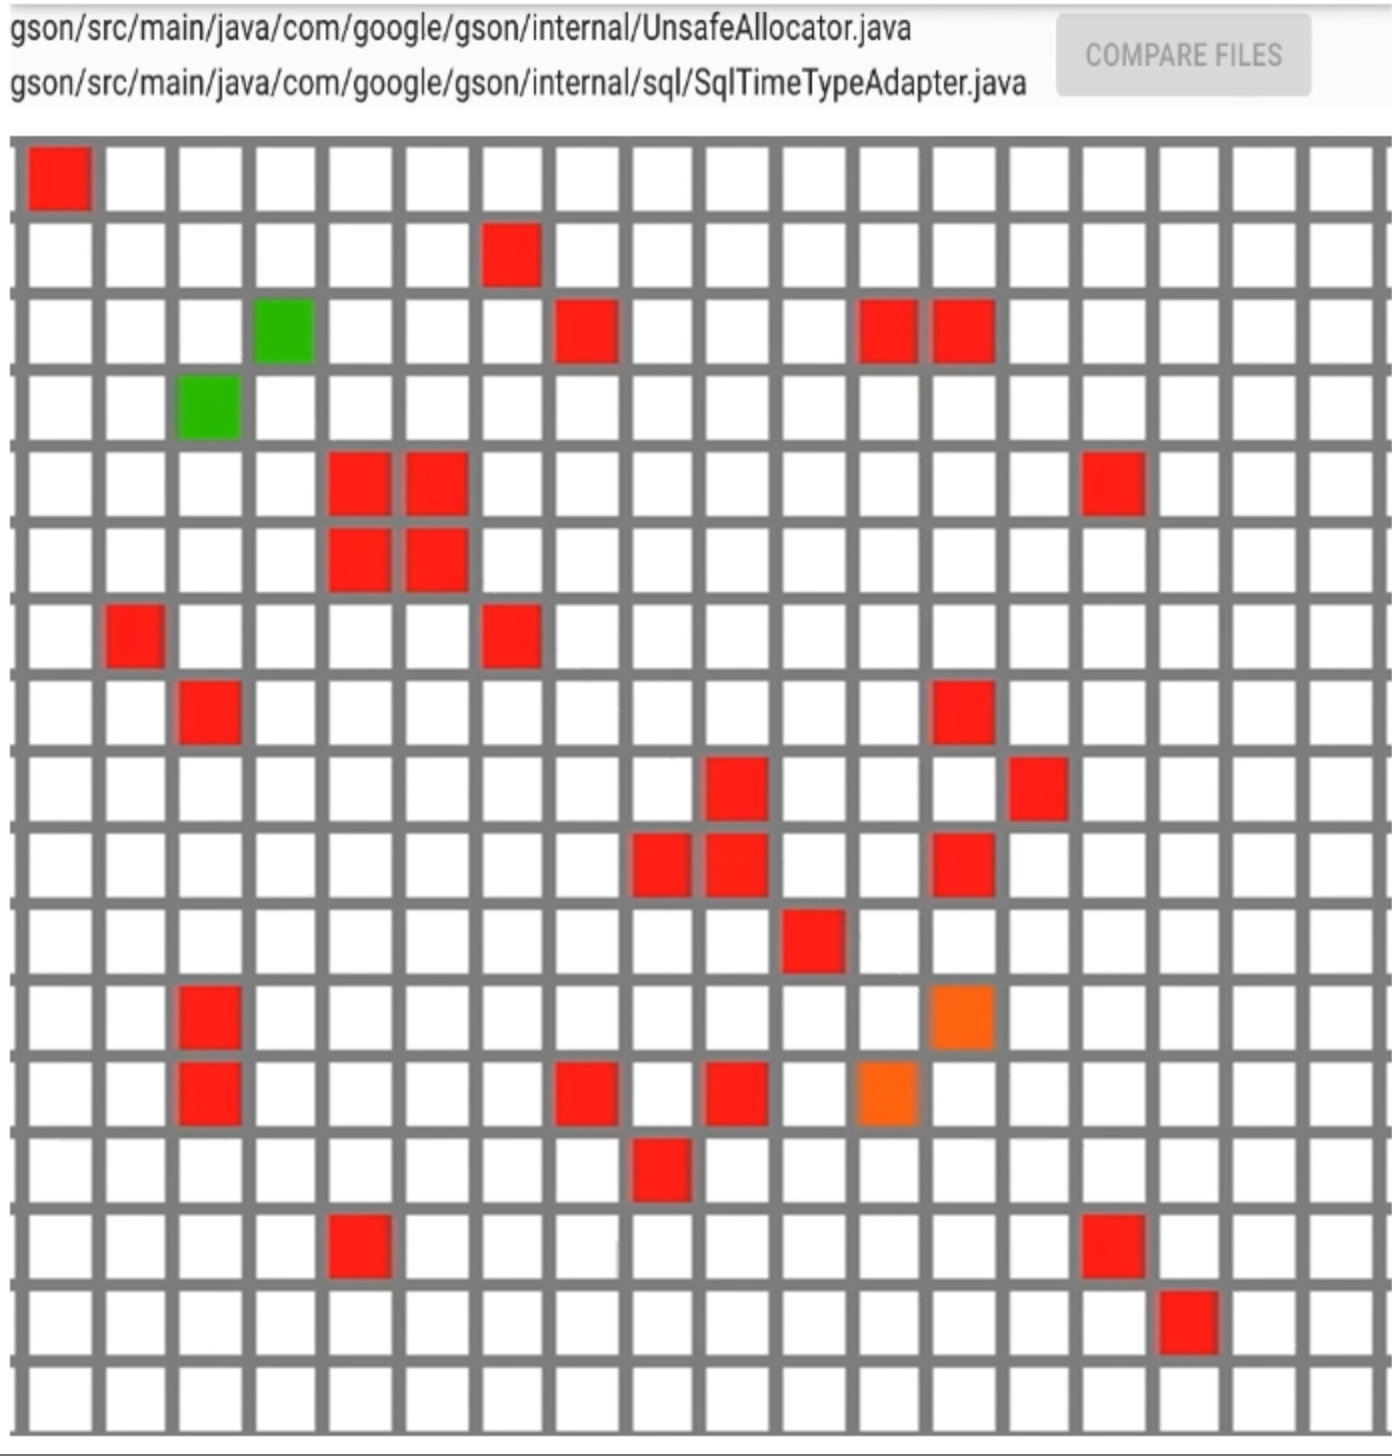 gson/src/main/java/com/google/gson/internal/UnsafeAllocator.java
gson/src/main/java/com/google/gson/internal/sql/SqlTimeTypeAdapter.java
COMPARE FILES